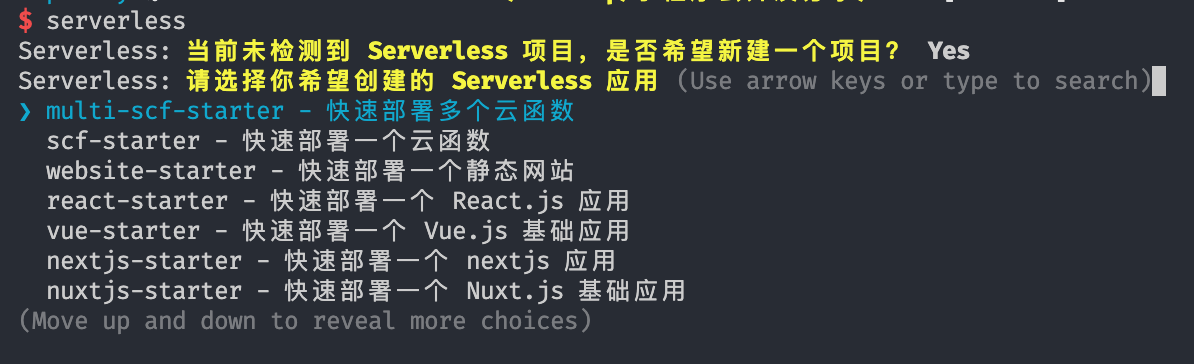 $ serverless
Serverless: 当前未检测到 Serverless 项目，是否希望新建一个项目？ Yes
Serverless: 请选择你希望创建的 Serverless 应用 (Use arrow keys or type to search)
❯ multi-scf-starter - 快速部署多个云函数
scf-starter - 快速部署一个云函数
website-starter - 快速部署一个静态网站
react-starter - 快速部署一个 React.js 应用
vue-starter - 快速部署一个 Vue.js 基础应用
nextjs-starter - 快速部署一个 nextjs 应用
nuxtjs-starter - 快速部署一个 Nuxt.js 基础应用
(Move up and down to reveal more choices)